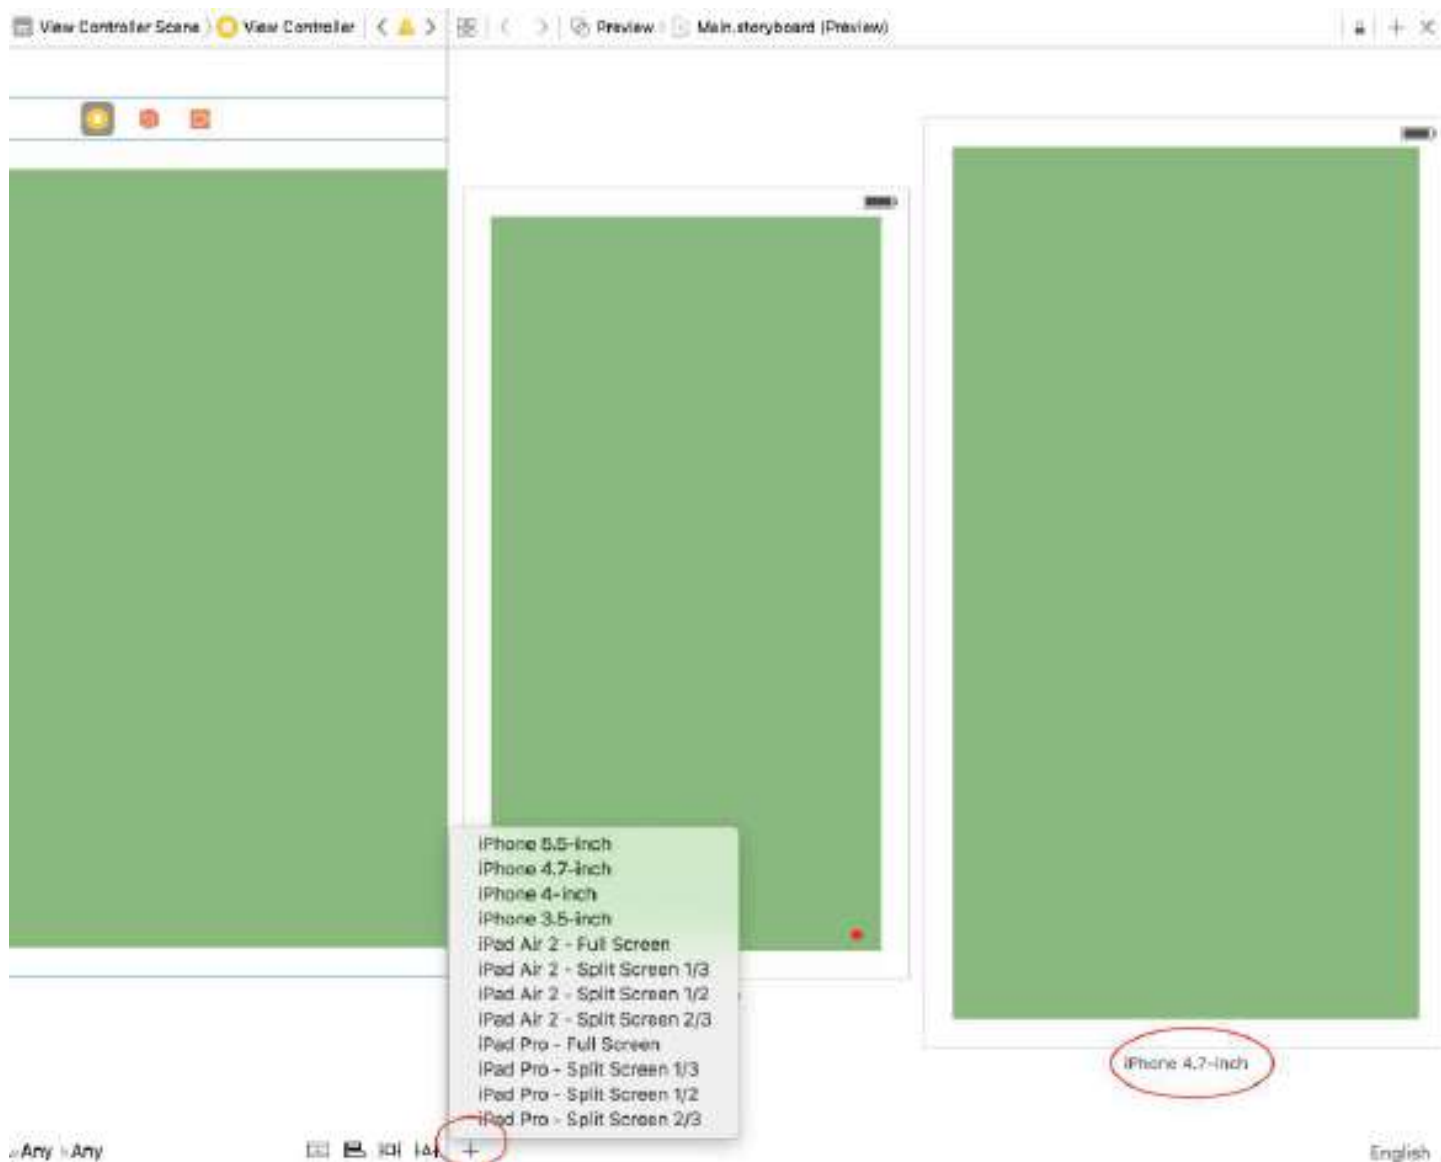 View Controller Scene View Controller
Preview Main.storyboard (Preview)
iPhone 5.5-inch
iPhone 4.7-inch
iPhone 4-inch
iPhone 3.5-inch
iPad Air 2 - Full Screen
iPad Air 2 - Split Screen 1/3
iPad Air 2 - Split Screen 1/2
iPad Air 2 - Split Screen 2/3
iPad Pro - Full Screen
iPad Pro - Split Screen 1/3
iPad Pro - Split Screen 1/2
iPad Pro - Split Screen 2/3
iPhone 4.7-inch
wAny hAny
English